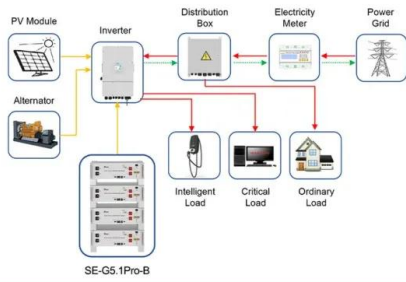 PV Module
Inverter
Distribution
Box
Electricity
Meter
Power
Grid
Alternator
Intelligent
Load
Critical
Load
Ordinary
Load
SE-G5.1Pro-B